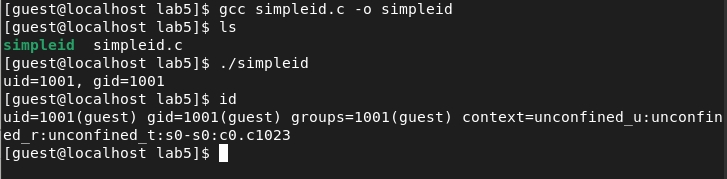 [guest@localhost lab5]$ gcc simpleid.c -o simpleid
[guest@localhost lab5]$ ls
simpleid  simpleid.c
[guest@localhost lab5]$ ./simpleid
uid=1001, gid=1001
[guest@localhost lab5]$ id
uid=1001(guest) gid=1001(guest) groups=1001(guest) context=unconfined_u:unconfin
ed_r:unconfined_t:s0-s0:c0.c1023
[guest@localhost lab5]$